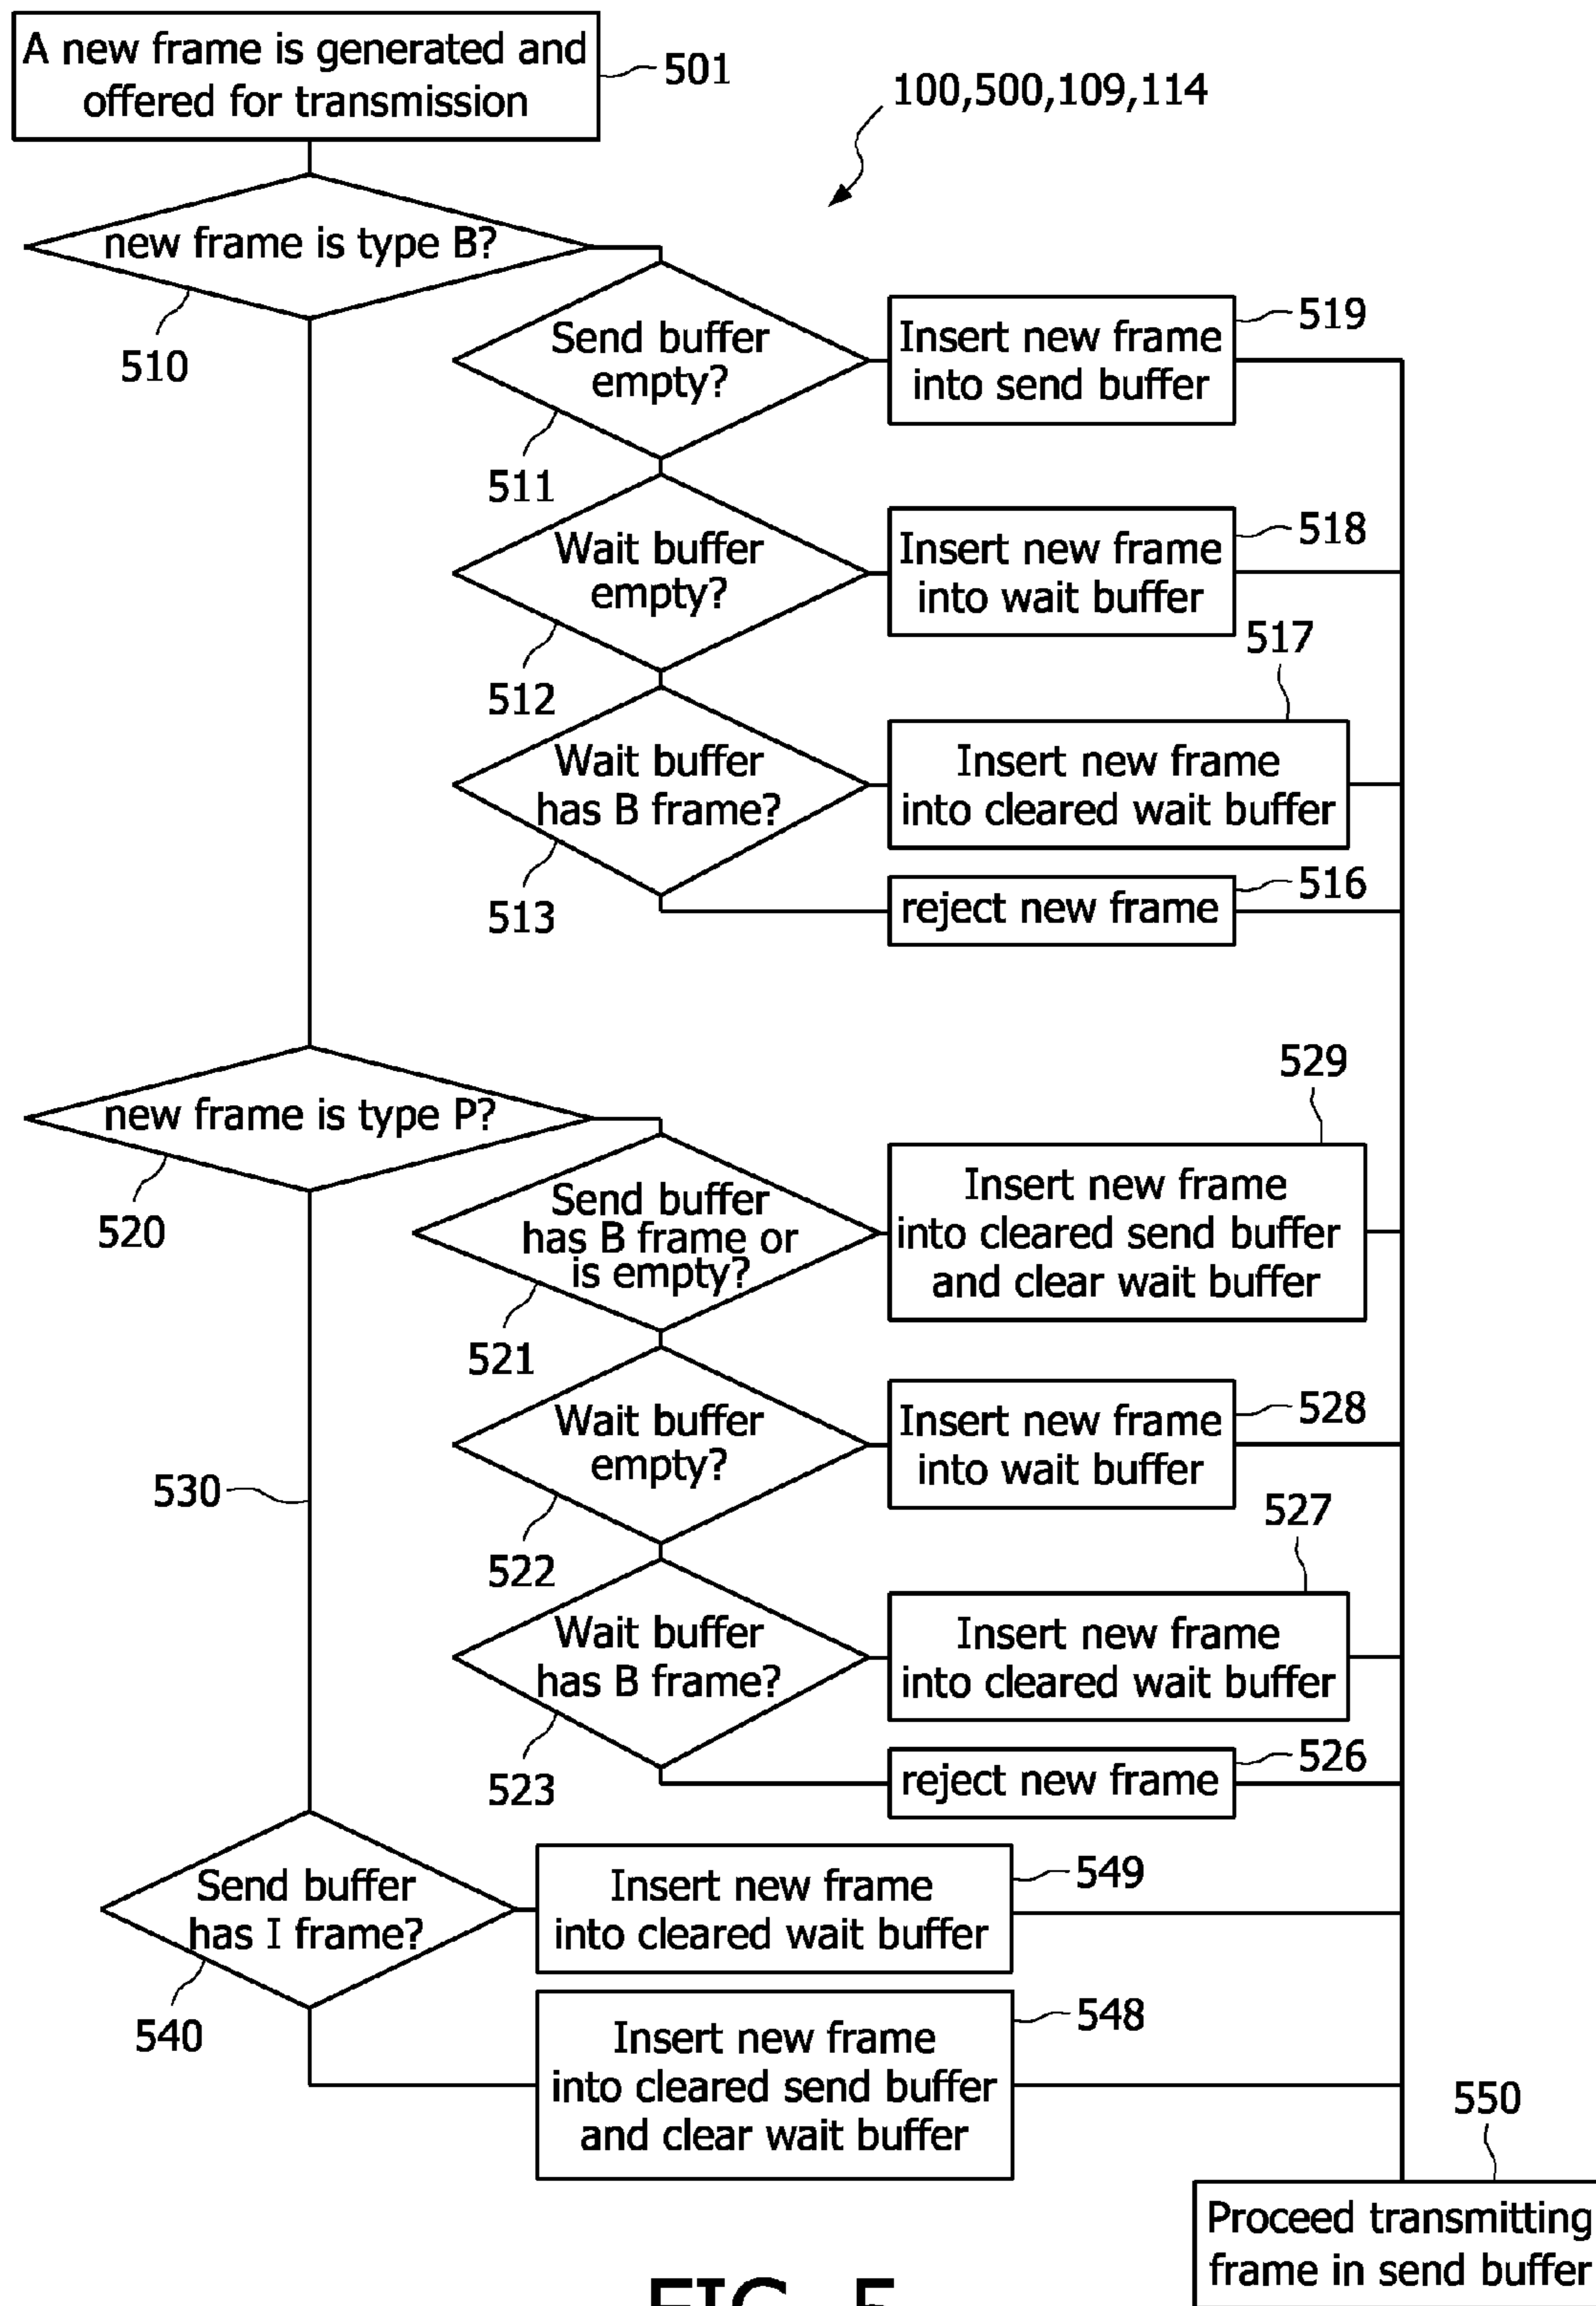 A new frame is generated and
offered for transmission
501
100,500,109,114
new frame is type B?
510
Send buffer
empty?
511
Insert new frame
into send buffer
519
Wait buffer
empty?
512
Insert new frame
into wait buffer
518
517
Wait buffer
has B frame?
513
Insert new frame
into cleared wait buffer
reject new frame
516
new frame is type P?
520
529
Send buffer
has B frame or
is empty?
521
Insert new frame
into cleared send buffer
and clear wait buffer
Wait buffer
empty?
522
Insert new frame
into wait buffer
528
530
527
Wait buffer
has B frame?
523
Insert new frame
into cleared wait buffer
reject new frame
526
Send buffer
has I frame?
540
Insert new frame
into cleared wait buffer
549
Insert new frame
into cleared send buffer
and clear wait buffer
548
550
Proceed transmitting
frame in send buffer
FIG. 5